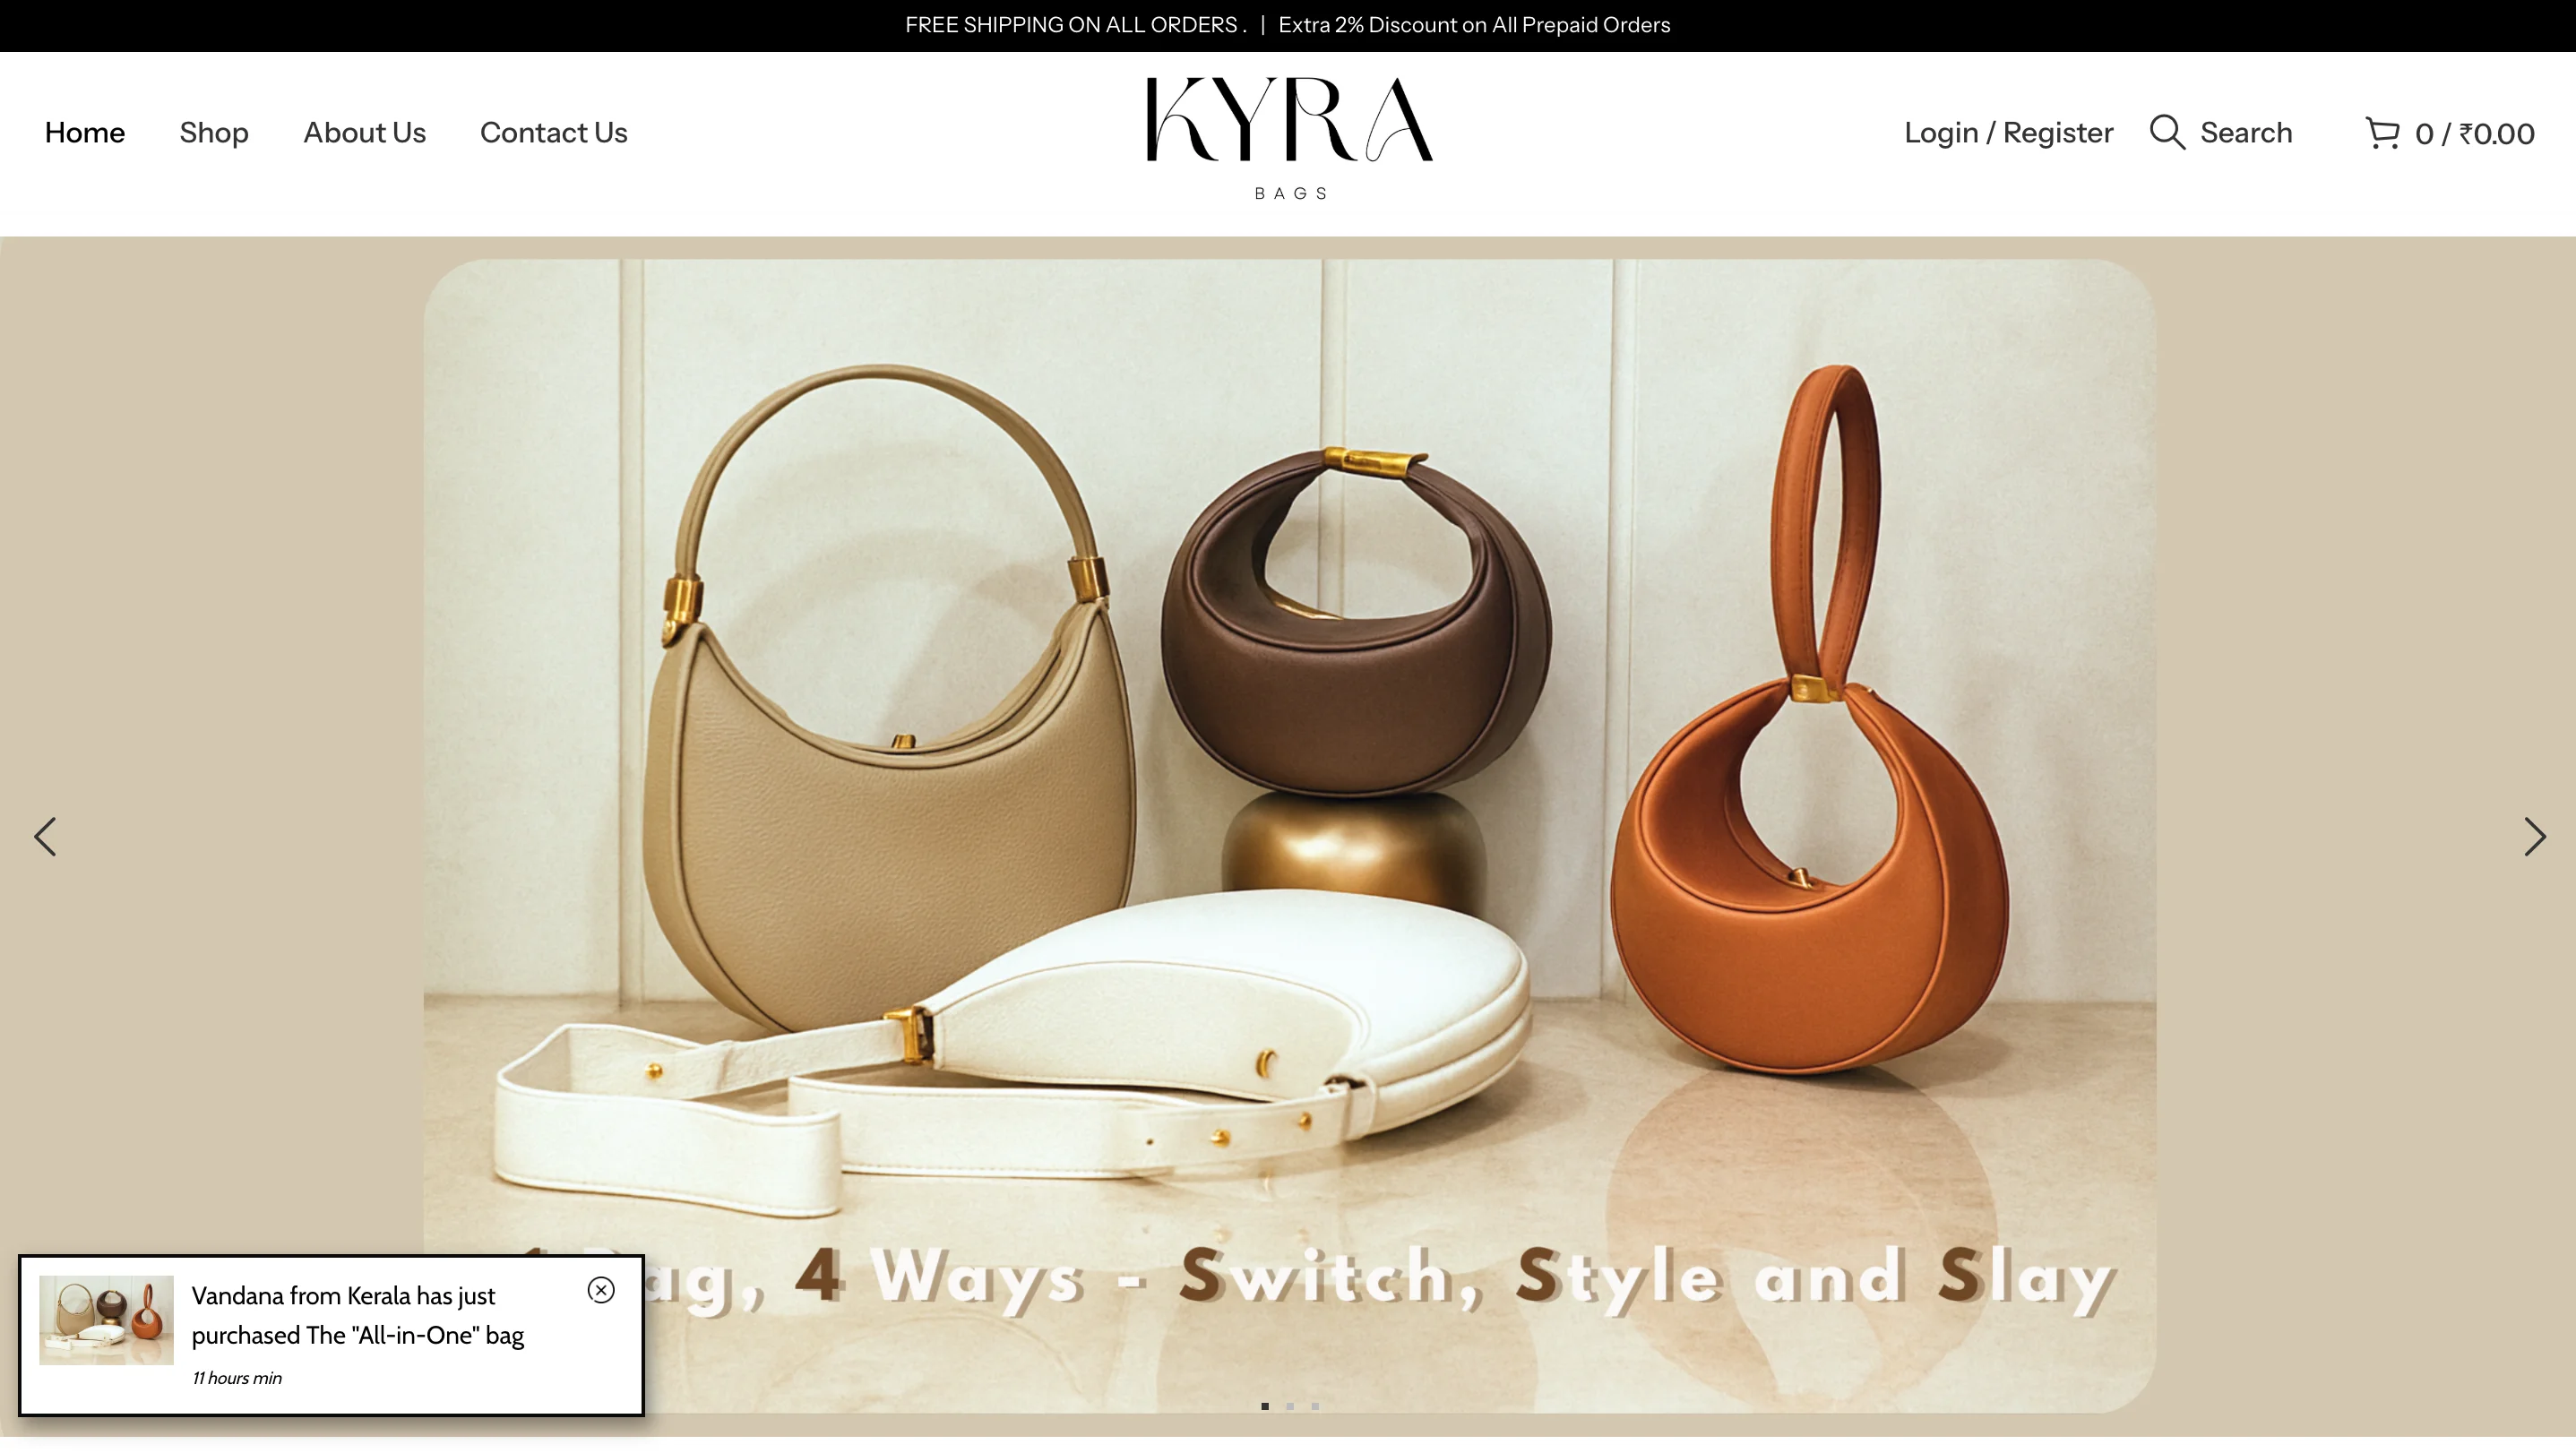 FREE SHIPPING ON ALL ORDERS . | Extra 2% Discount on All Prepaid Orders
Home Shop About Us Contact Us
KYRA
BAGS
Login / Register Search 0 / ₹0.00
ag, 4 Ways - Switch, Style and Slay
Vandana from Kerala has just
purchased The "All-in-One" bag
11 hours min